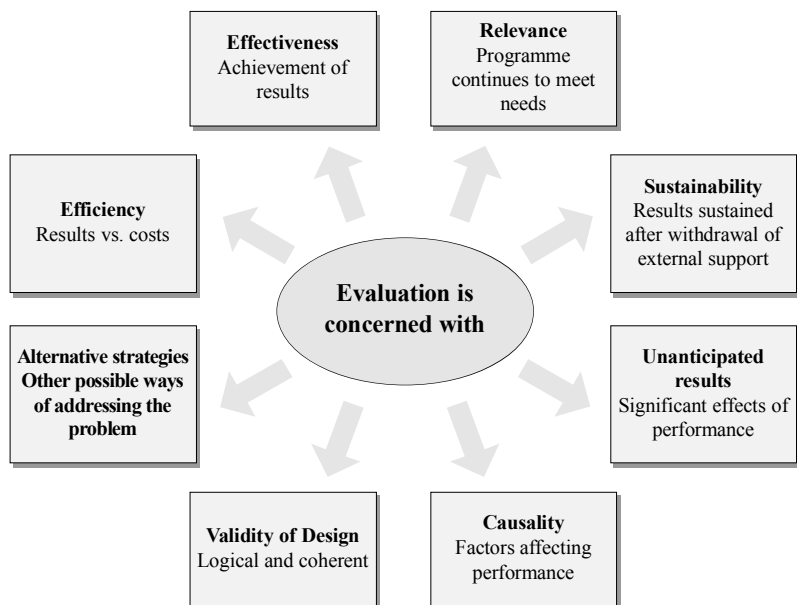 Effectiveness
Achievement of
results
Relevance
Programme
continues to meet
needs
Efficiency
Results vs. costs
Sustainability
Results sustained
after withdrawal of
external support
Evaluation is
concerned with
Alternative strategies
Other possible ways
of addressing the
problem
Unanticipated
results
Significant effects of
performance
Validity of Design
Logical and coherent
Causality
Factors affecting
performance